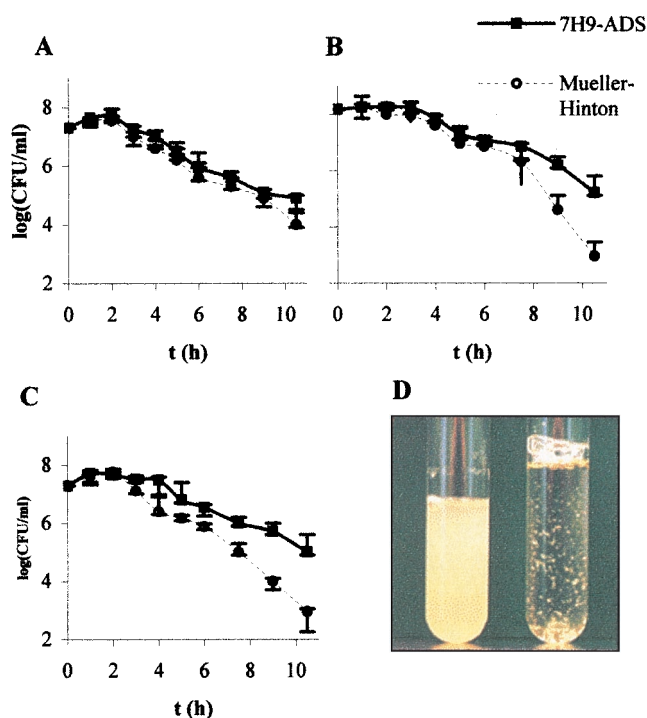 7H9-ADS
Mueller-
Hinton
A
log(CFU/ml)
8
6
4
2
0 2 4 6 8 10
t (h)
B
8
6
4
2
0 2 4 6 8 10
t (h)
C
log(CFU/ml)
8
6
4
2
0 2 4 6 8 10
t (h)
D